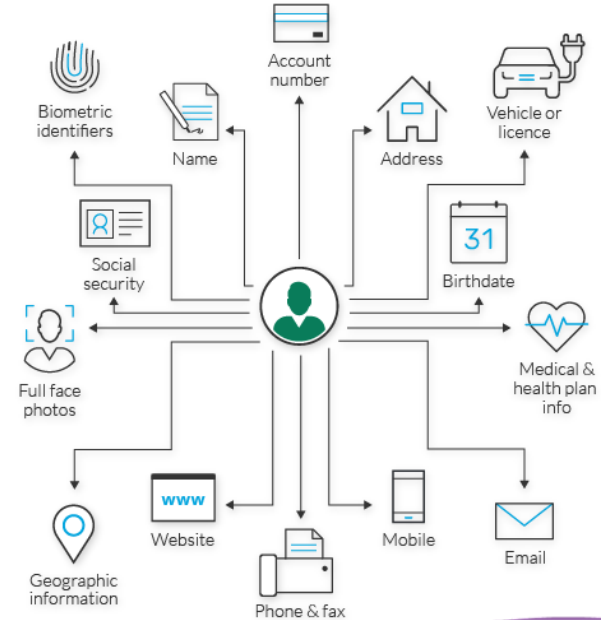 Account
number
Biometric
identifiers
Name
Address
Vehicle or
licence
Social
security
31
Birthdate
Full face
photos
Medical &
health plan
info
www
Website
Mobile
Email
Geographic
information
Phone & fax